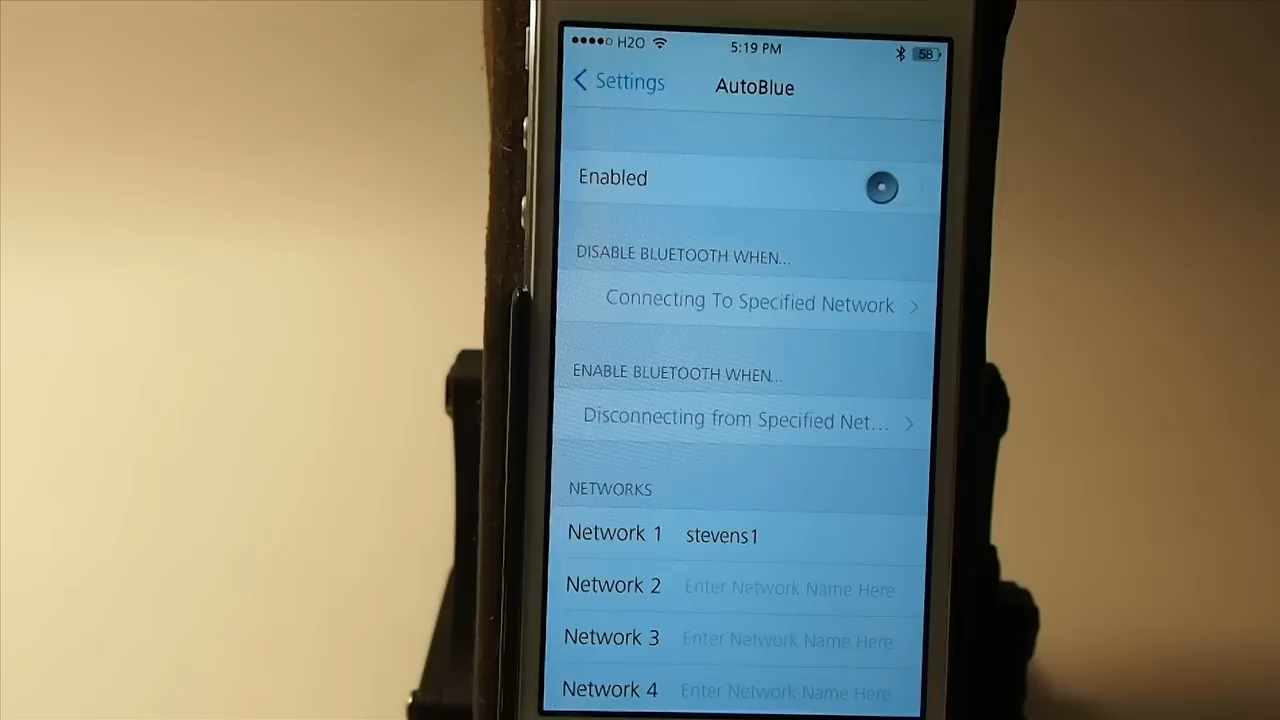 H2O 5:19 PM 58
Settings AutoBlue
Enabled
DISABLE BLUETOOTH WHEN...
Connecting To Specified Network
ENABLE BLUETOOTH WHEN...
Disconnecting from Specified Net...
NETWORKS
Network 1 stevens1
Network 2 Enter Network Name Here
Network 3 Enter Network Name Here
Network 4 Enter Network Name Here